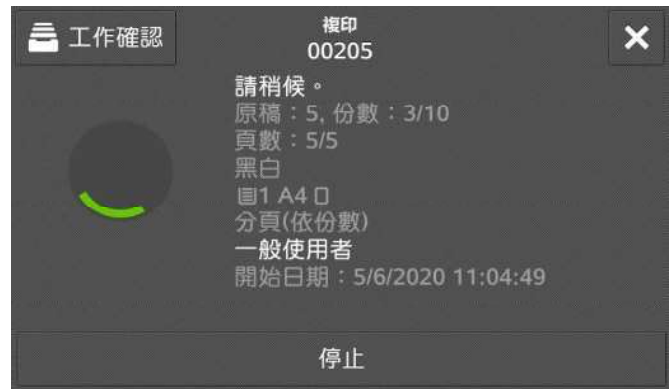 工作確認
複印
00205
請稍候。
原稿：5, 份數：3/10
頁數：5/5
黑白
1 A4
分頁(依份數)
一般使用者
開始日期：5/6/2020 11:04:49
停止